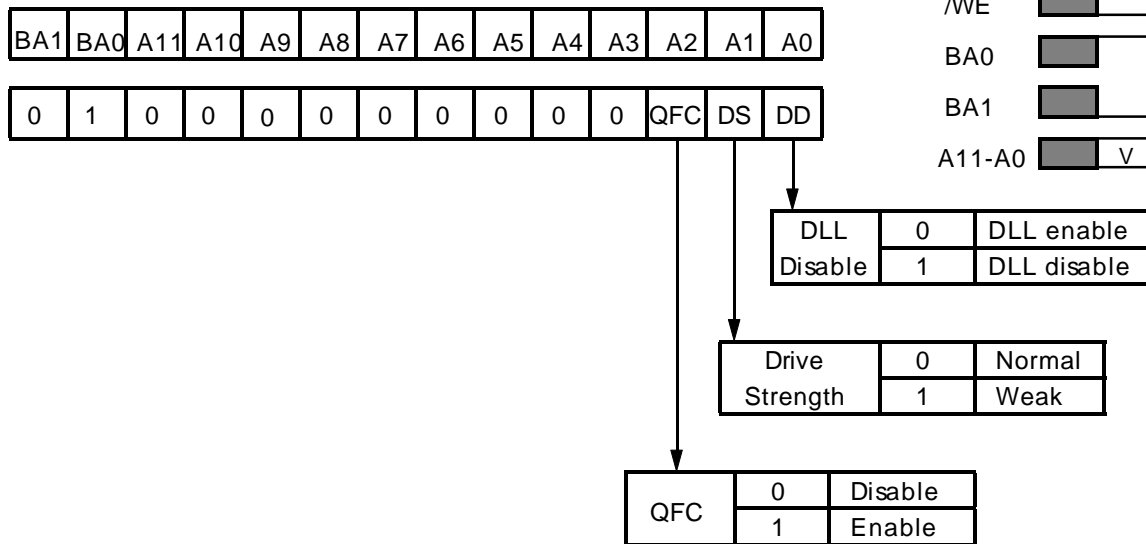 /WE
BA1 BA0 A11 A10 A9 A8 A7 A6 A5 A4 A3 A2 A1 A0
BA0
0 1 0 0 0 0 0 0 0 0 0 QFC DS DD
BA1
A11-A0 V
DLL Disable
0 DLL enable
1 DLL disable
Drive Strength
0 Normal
1 Weak
QFC
0 Disable
1 Enable